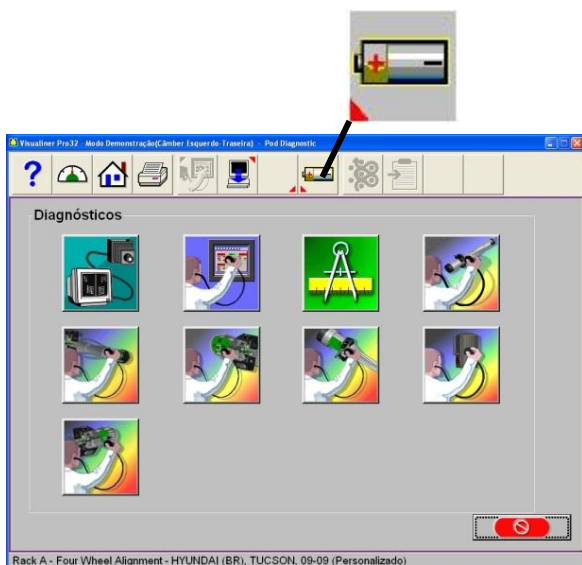 Visualiner Pro32 - Modo Demonstração(Câmber Esquerdo-Traseira) - Pod Diagnostic
?
Diagnósticos
Rack A - Four Wheel Alignment - HYUNDAI (BR), TUCSON, 09-09 (Personalizado)